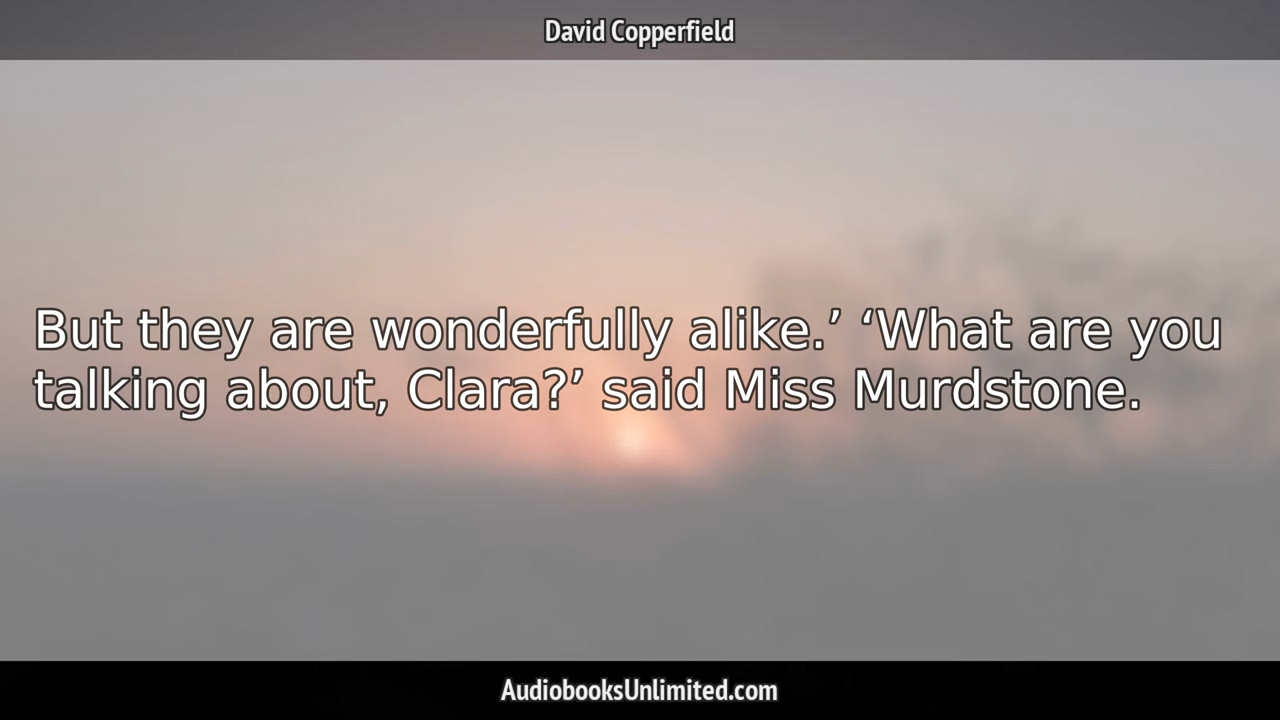 David Copperfield
But they are wonderfully alike.’ ‘What are you
talking about, Clara?’ said Miss Murdstone.
AudiobooksUnlimited.com